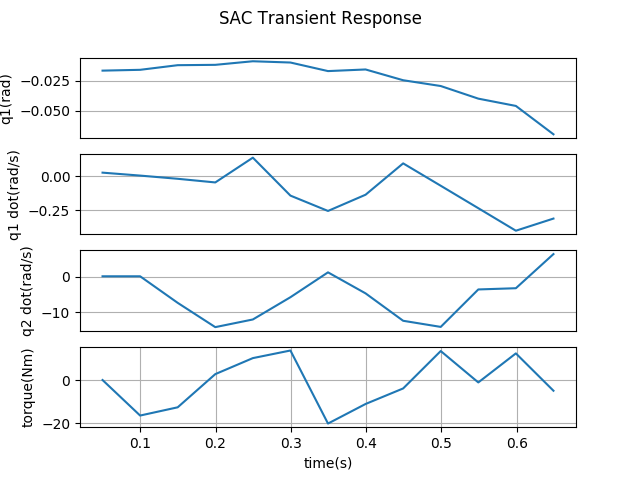 SAC Transient Response
q1(rad)
−0.025
−0.050
q1 dot(rad/s)
0.00
−0.25
q2 dot(rad/s)
0
−10
torque(Nm)
0
−20
0.1 0.2 0.3 0.4 0.5 0.6
time(s)